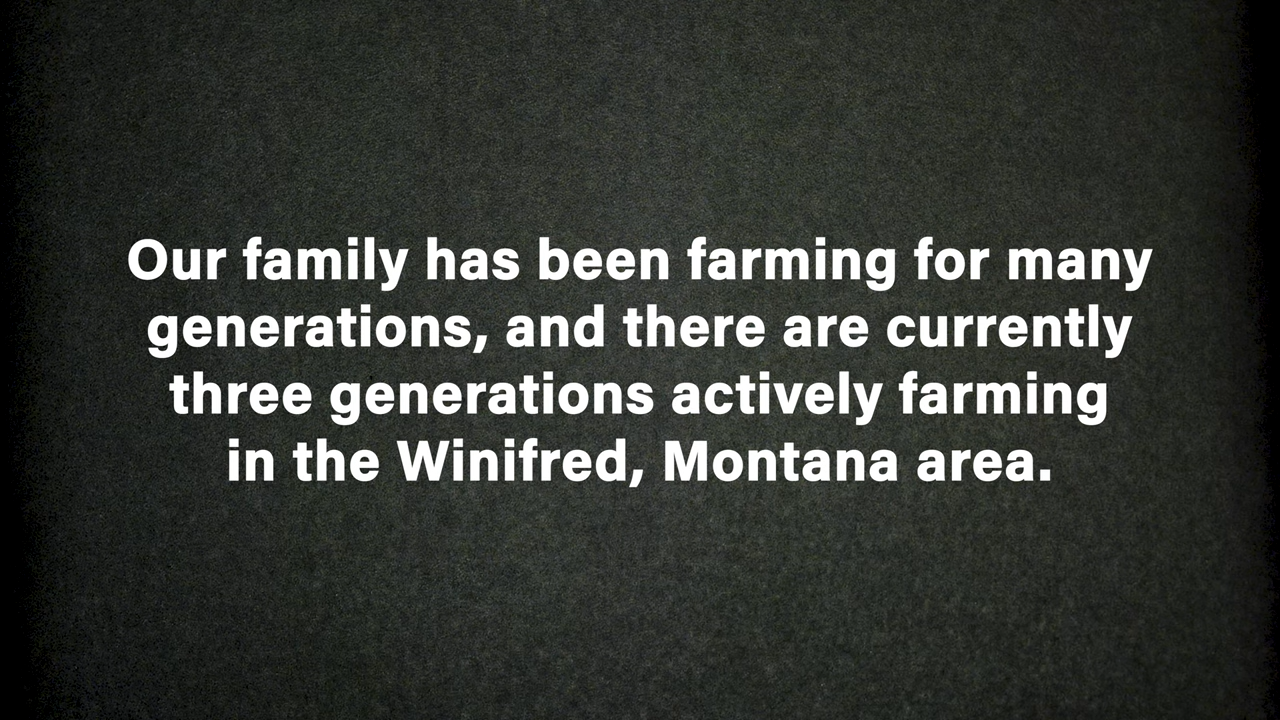 Our family has been farming for many
generations, and there are currently
three generations actively farming
in the Winifred, Montana area.